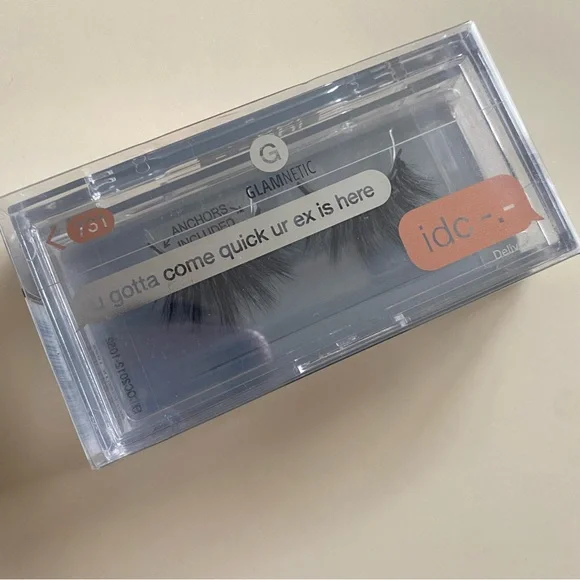 G
GLAMNETIC
ANCHORS
INCLUDED
u gotta come quick ur ex is here
idc -.-